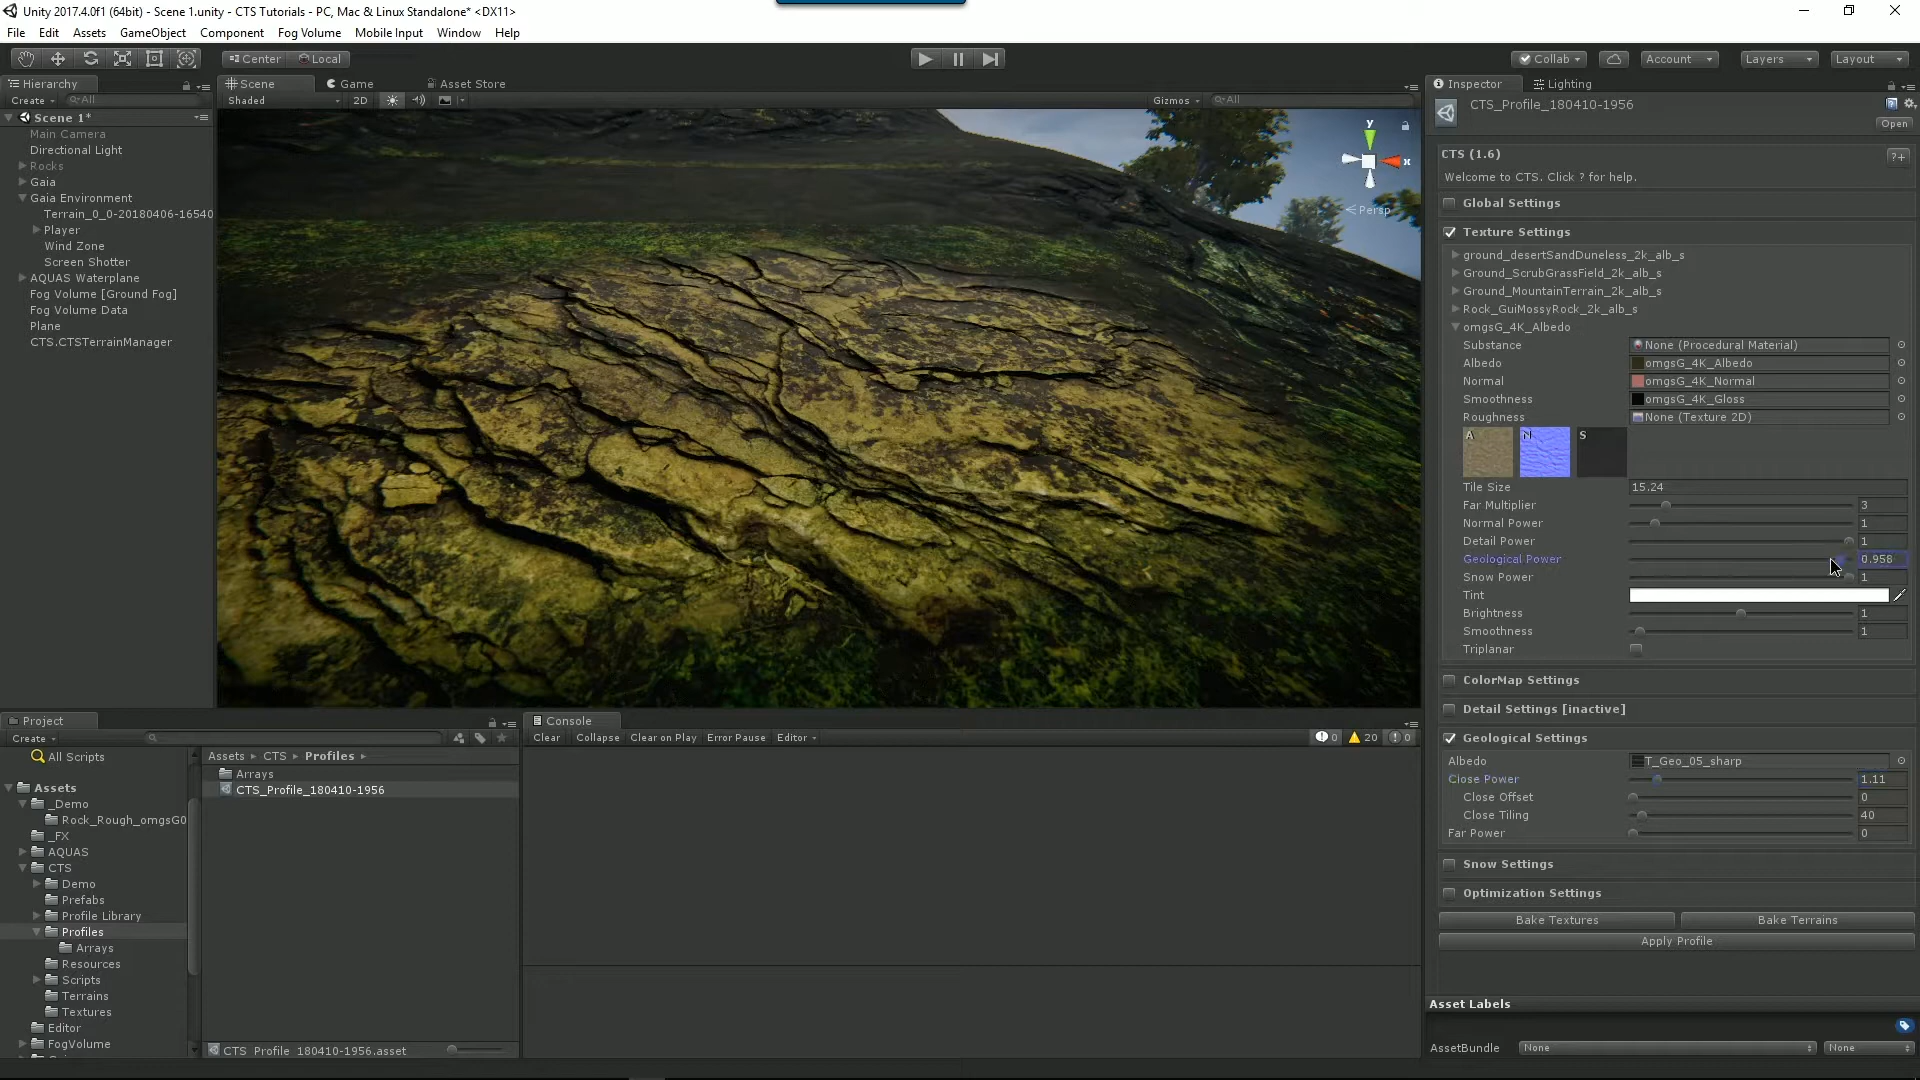 Unity 2017.4.0f1 (64bit) - Scene 1.unity - CTS Tutorials - PC, Mac & Linux Standalone* <DX11>
File Edit Assets GameObject Component Fog Volume Mobile Input Window Help
Center Local Collab Account Layers Layout
Hierarchy
Create All
Scene 1*
Main Camera
Directional Light
Rocks
Gaia
Gaia Environment
Terrain_0_0-20180406-16540
Player
Wind Zone
Screen Shotter
AQUAS Waterplane
Fog Volume [Ground Fog]
Fog Volume Data
Plane
CTS.CTSTerrainManager
Scene Game Asset Store
Shaded 2D Gizmos All
y
x
Persp
Inspector Lighting
CTS_Profile_180410-1956
Open
CTS (1.6)
?+
Welcome to CTS. Click ? for help.
Global Settings
Texture Settings
ground_desertSandDuneless_2k_alb_s
Ground_ScrubGrassField_2k_alb_s
Ground_MountainTerrain_2k_alb_s
Rock_GuiMossyRock_2k_alb_s
omgsG_4K_Albedo
Substance None (Procedural Material)
Albedo omgsG_4K_Albedo
Normal omgsG_4K_Normal
Smoothness omgsG_4K_Gloss
Roughness None (Texture 2D)
A N S
Tile Size 15.24
Far Multiplier 3
Normal Power 1
Detail Power 1
Geological Power 0.958
Snow Power 1
Tint
Brightness 1
Smoothness 1
Triplanar
ColorMap Settings
Detail Settings [inactive]
Geological Settings
Albedo T_Geo_05_sharp
Close Power 1.11
Close Offset 0
Close Tiling 40
Far Power 0
Snow Settings
Optimization Settings
Bake Textures Bake Terrains
Apply Profile
Asset Labels
AssetBundle None None
Project
Create
All Scripts
Assets
_Demo
Rock_Rough_omgsG0
_FX
AQUAS
CTS
Demo
Prefabs
Profile Library
Profiles
Arrays
Resources
Scripts
Terrains
Textures
Editor
FogVolume
Assets CTS Profiles
Arrays
CTS_Profile_180410-1956
CTS_Profile_180410-1956.asset
Console
Clear Collapse Clear on Play Error Pause Editor 0 20 0